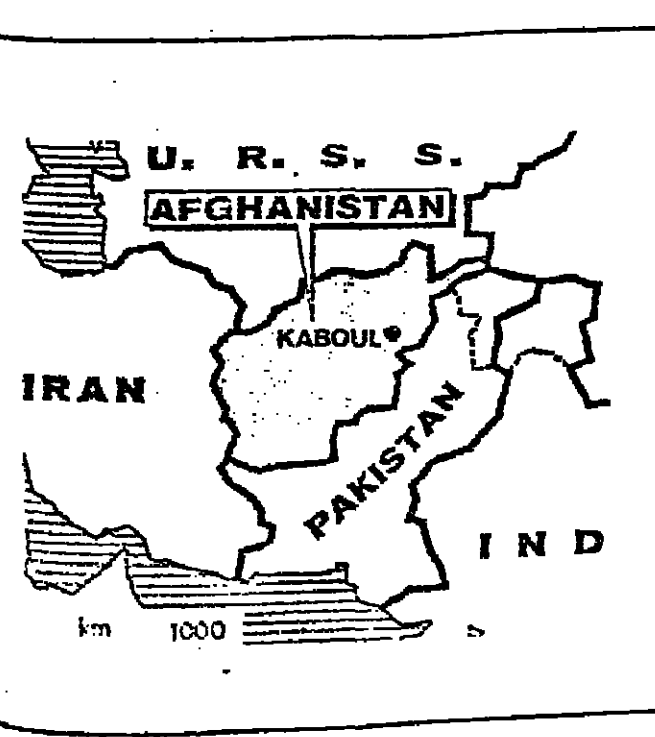 U. R. S. S.
AFGHANISTAN
KABOUL
IRAN
PAKISTAN
I N D
km 1000